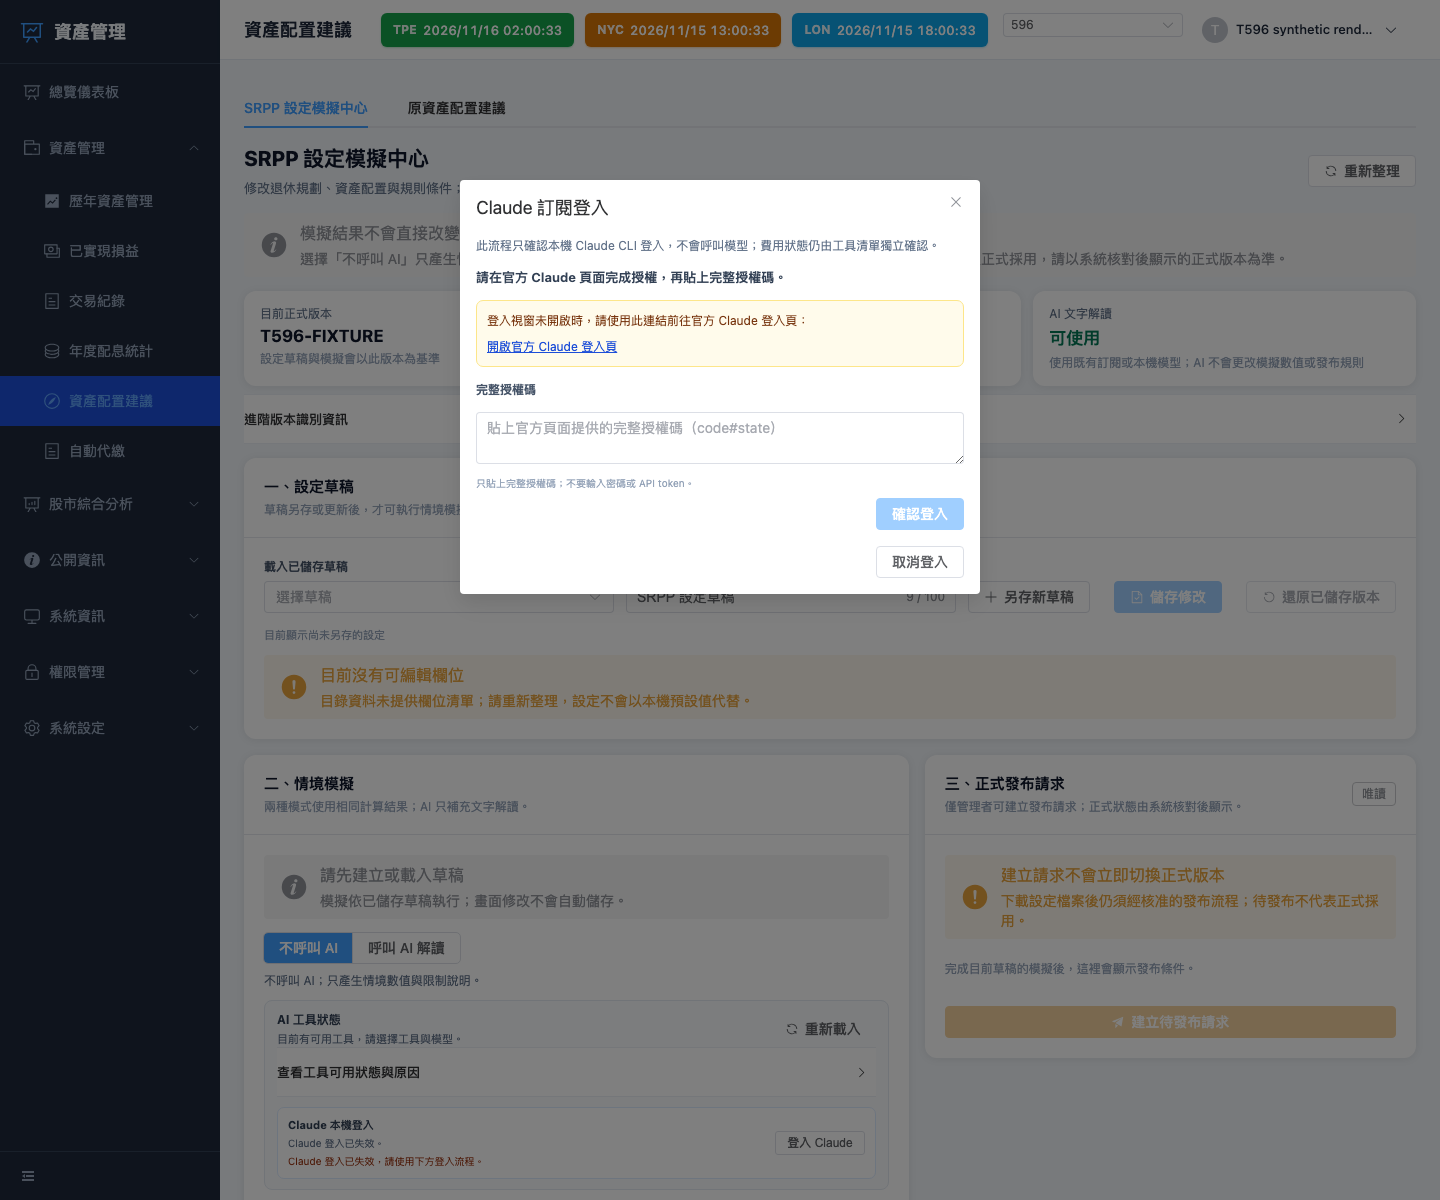 資產管理
總覽儀表板
資產管理
歷年資產管理
已實現損益
交易紀錄
年度配息統計
資產配置建議
自動代繳
股市綜合分析
公開資訊
系統資訊
權限管理
系統設定
資產配置建議
TPE 2026/11/16 02:00:33
NYC 2026/11/15 13:00:33
LON 2026/11/15 18:00:33
596
T
T596 synthetic rend...
SRPP 設定模擬中心
原資產配置建議
SRPP 設定模擬中心
修改退休規劃、資產配置與規則條件；
重新整理
模擬結果不會直接改變
選擇「不呼叫 AI」只產生情
正式採用，請以系統核對後顯示的正式版本為準。
目前正式版本
T596-FIXTURE
設定草稿與模擬會以此版本為基準
AI 文字解讀
可使用
使用既有訂閱或本機模型；AI 不會更改模擬數值或發布規則
進階版本識別資訊
Claude 訂閱登入
此流程只確認本機 Claude CLI 登入，不會呼叫模型；費用狀態仍由工具清單獨立確認。
請在官方 Claude 頁面完成授權，再貼上完整授權碼。
登入視窗未開啟時，請使用此連結前往官方 Claude 登入頁：
開啟官方 Claude 登入頁
完整授權碼
貼上官方頁面提供的完整授權碼（code#state）
只貼上完整授權碼；不要輸入密碼或 API token。
確認登入
取消登入
一、設定草稿
草稿另存或更新後，才可執行情境模擬
載入已儲存草稿
選擇草稿
SRPP 設定草稿
9 / 100
另存新草稿
儲存修改
還原已儲存版本
目前顯示尚未另存的設定
目前沒有可編輯欄位
目錄資料未提供欄位清單；請重新整理，設定不會以本機預設值代替。
二、情境模擬
兩種模式使用相同計算結果；AI 只補充文字解讀。
請先建立或載入草稿
模擬依已儲存草稿執行；畫面修改不會自動儲存。
不呼叫 AI
呼叫 AI 解讀
不呼叫 AI；只產生情境數值與限制說明。
AI 工具狀態
目前有可用工具，請選擇工具與模型。
重新載入
查看工具可用狀態與原因
Claude 本機登入
Claude 登入已失效。
Claude 登入已失效，請使用下方登入流程。
登入 Claude
三、正式發布請求
僅管理者可建立發布請求；正式狀態由系統核對後顯示。
唯讀
建立請求不會立即切換正式版本
下載設定檔案後仍須經核准的發布流程；待發布不代表正式採
用。
完成目前草稿的模擬後，這裡會顯示發布條件。
建立待發布請求